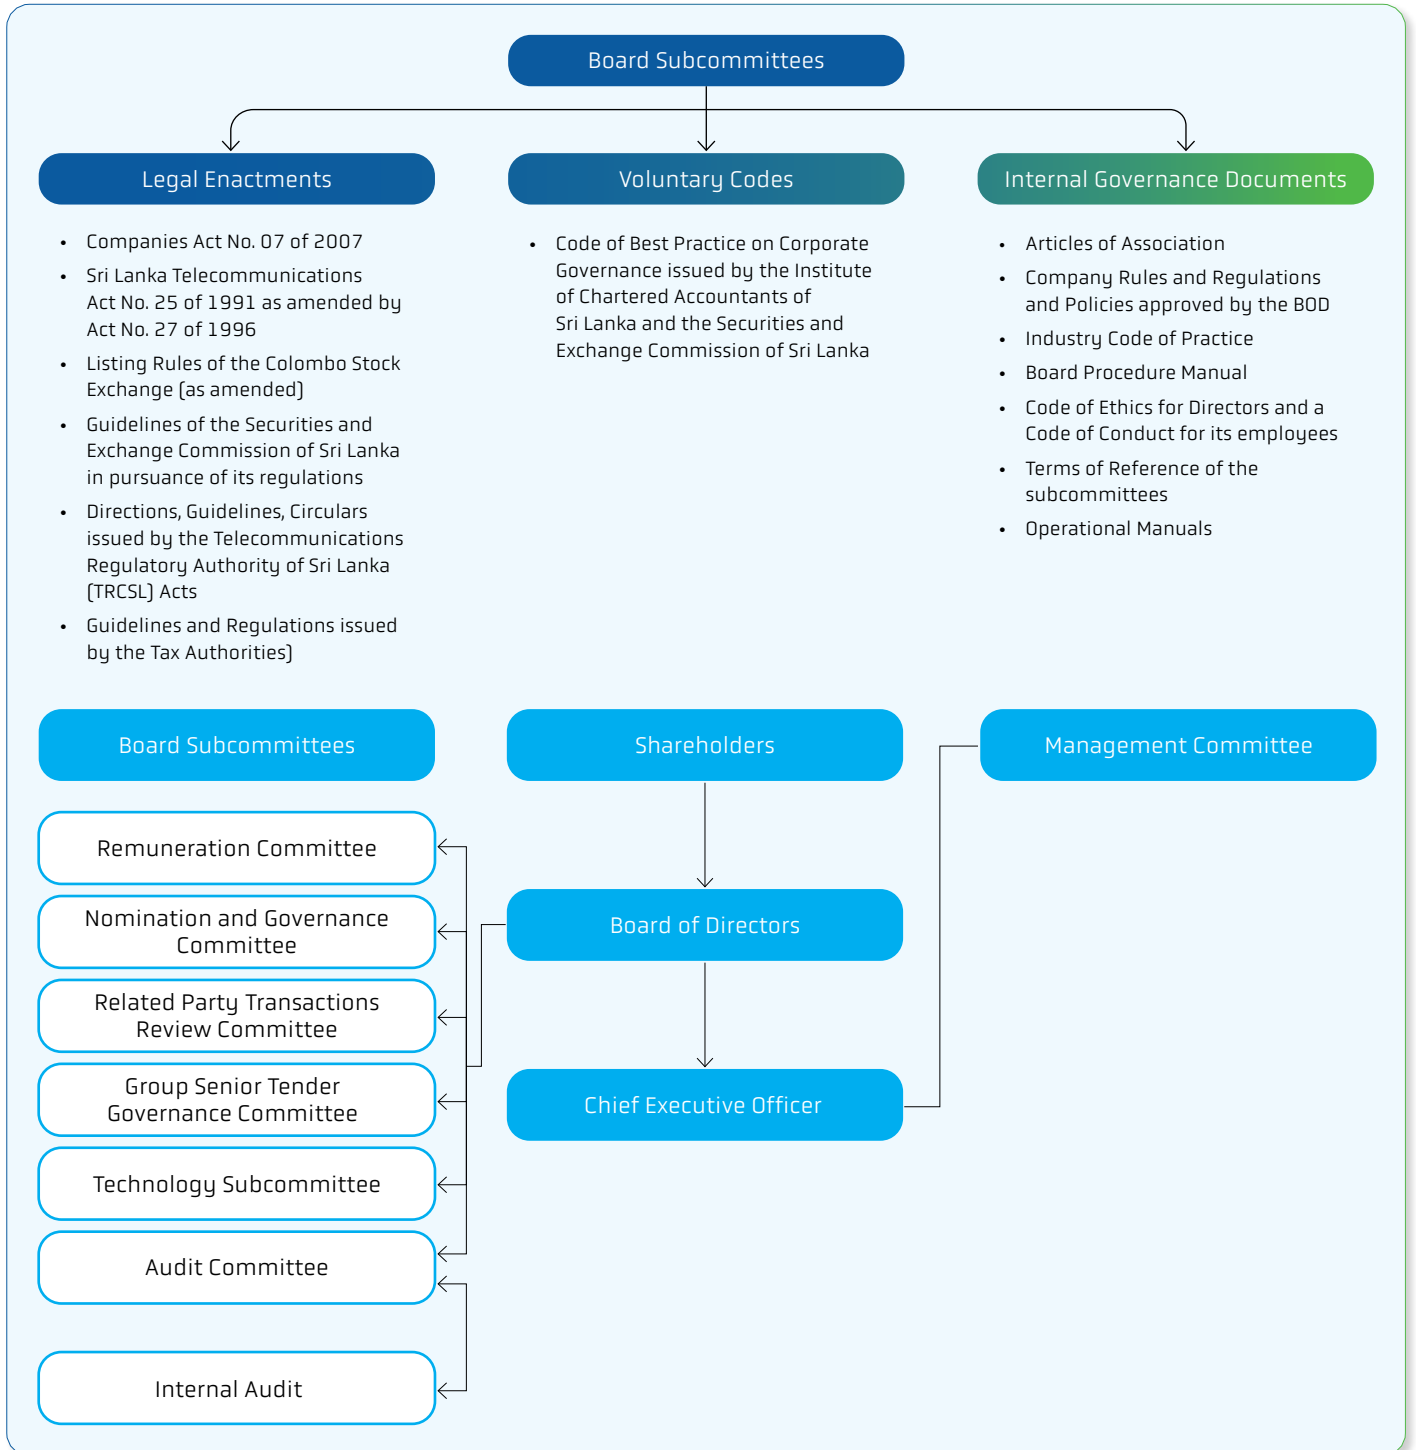 Board Subcommittees
Legal Enactments
• Companies Act No. 07 of 2007
• Sri Lanka Telecommunications
Act No. 25 of 1991 as amended by
Act No. 27 of 1996
• Listing Rules of the Colombo Stock
Exchange (as amended)
• Guidelines of the Securities and
Exchange Commission of Sri Lanka
in pursuance of its regulations
• Directions, Guidelines, Circulars
issued by the Telecommunications
Regulatory Authority of Sri Lanka
(TRCSL) Acts
• Guidelines and Regulations issued
by the Tax Authorities)
Voluntary Codes
• Code of Best Practice on Corporate
Governance issued by the Institute
of Chartered Accountants of
Sri Lanka and the Securities and
Exchange Commission of Sri Lanka
Internal Governance Documents
• Articles of Association
• Company Rules and Regulations
and Policies approved by the BOD
• Industry Code of Practice
• Board Procedure Manual
• Code of Ethics for Directors and a
Code of Conduct for its employees
• Terms of Reference of the
subcommittees
• Operational Manuals
Board Subcommittees
Remuneration Committee
Nomination and Governance
Committee
Related Party Transactions
Review Committee
Group Senior Tender
Governance Committee
Technology Subcommittee
Audit Committee
Internal Audit
Shareholders
Board of Directors
Chief Executive Officer
Management Committee